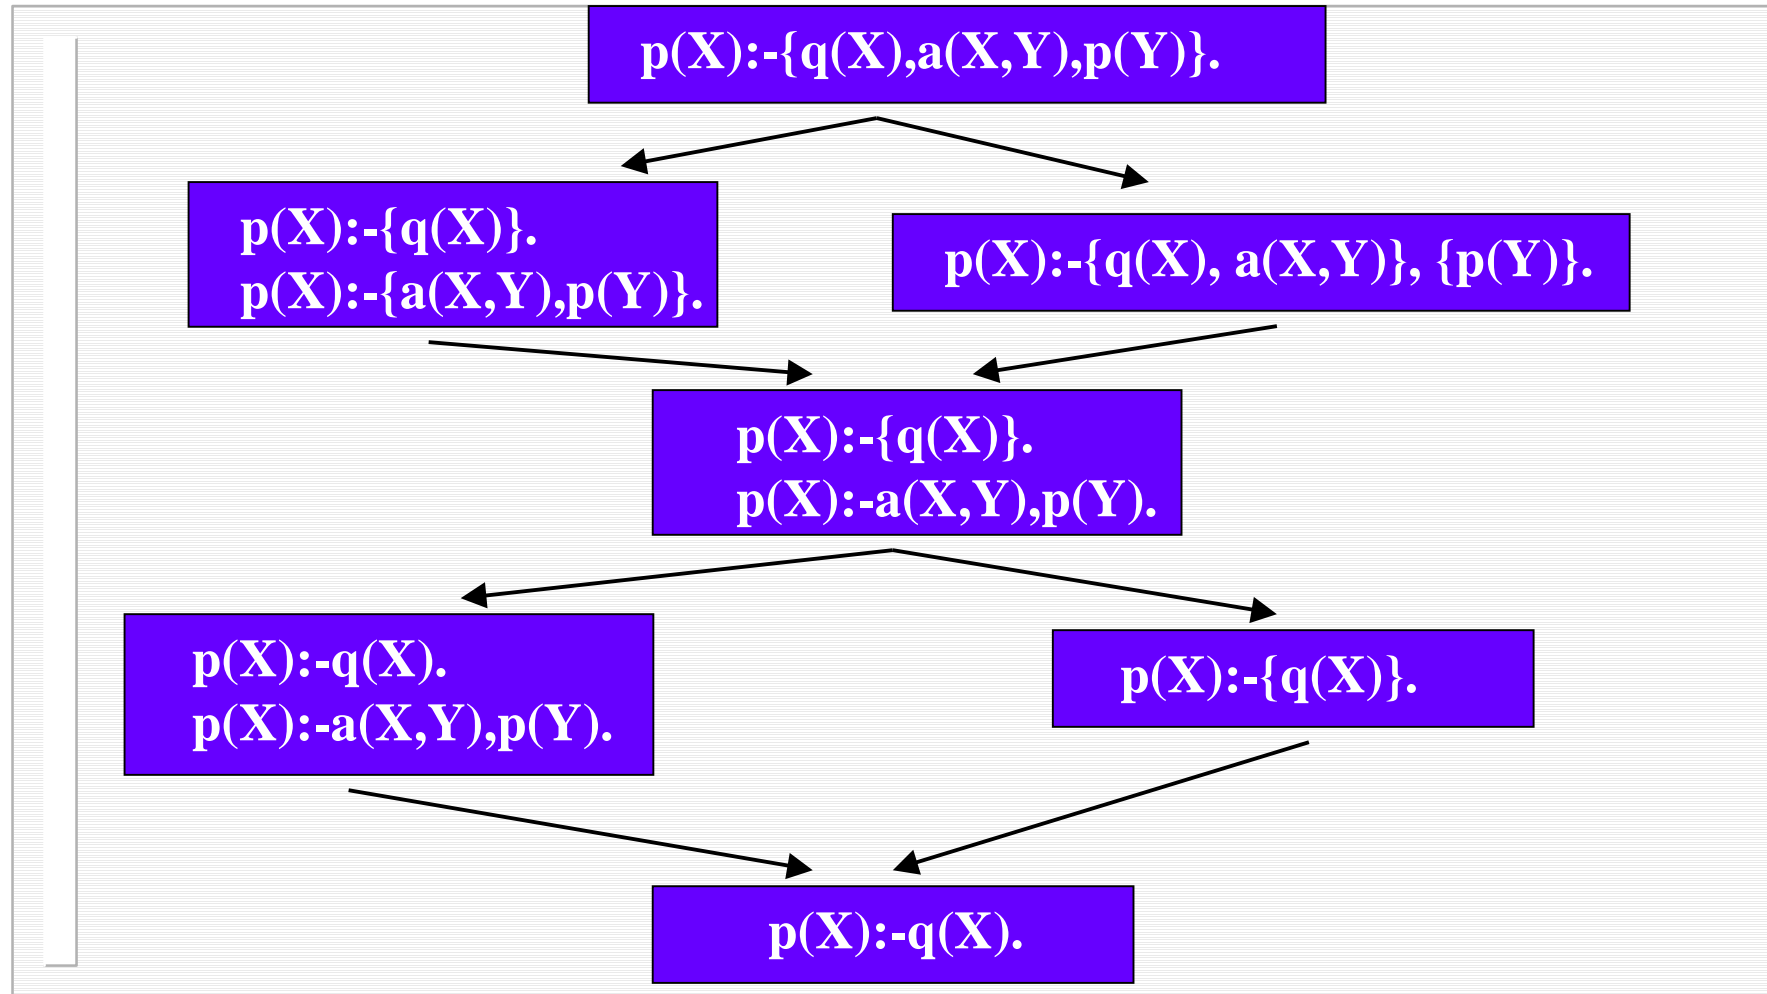 p(X):-{q(X),a(X,Y),p(Y)}.
p(X):-{q(X)}.
p(X):-{a(X,Y),p(Y)}.
p(X):-{q(X), a(X,Y)}, {p(Y)}.
p(X):-{q(X)}.
p(X):-a(X,Y),p(Y).
p(X):-q(X).
p(X):-a(X,Y),p(Y).
p(X):-{q(X)}.
p(X):-q(X).